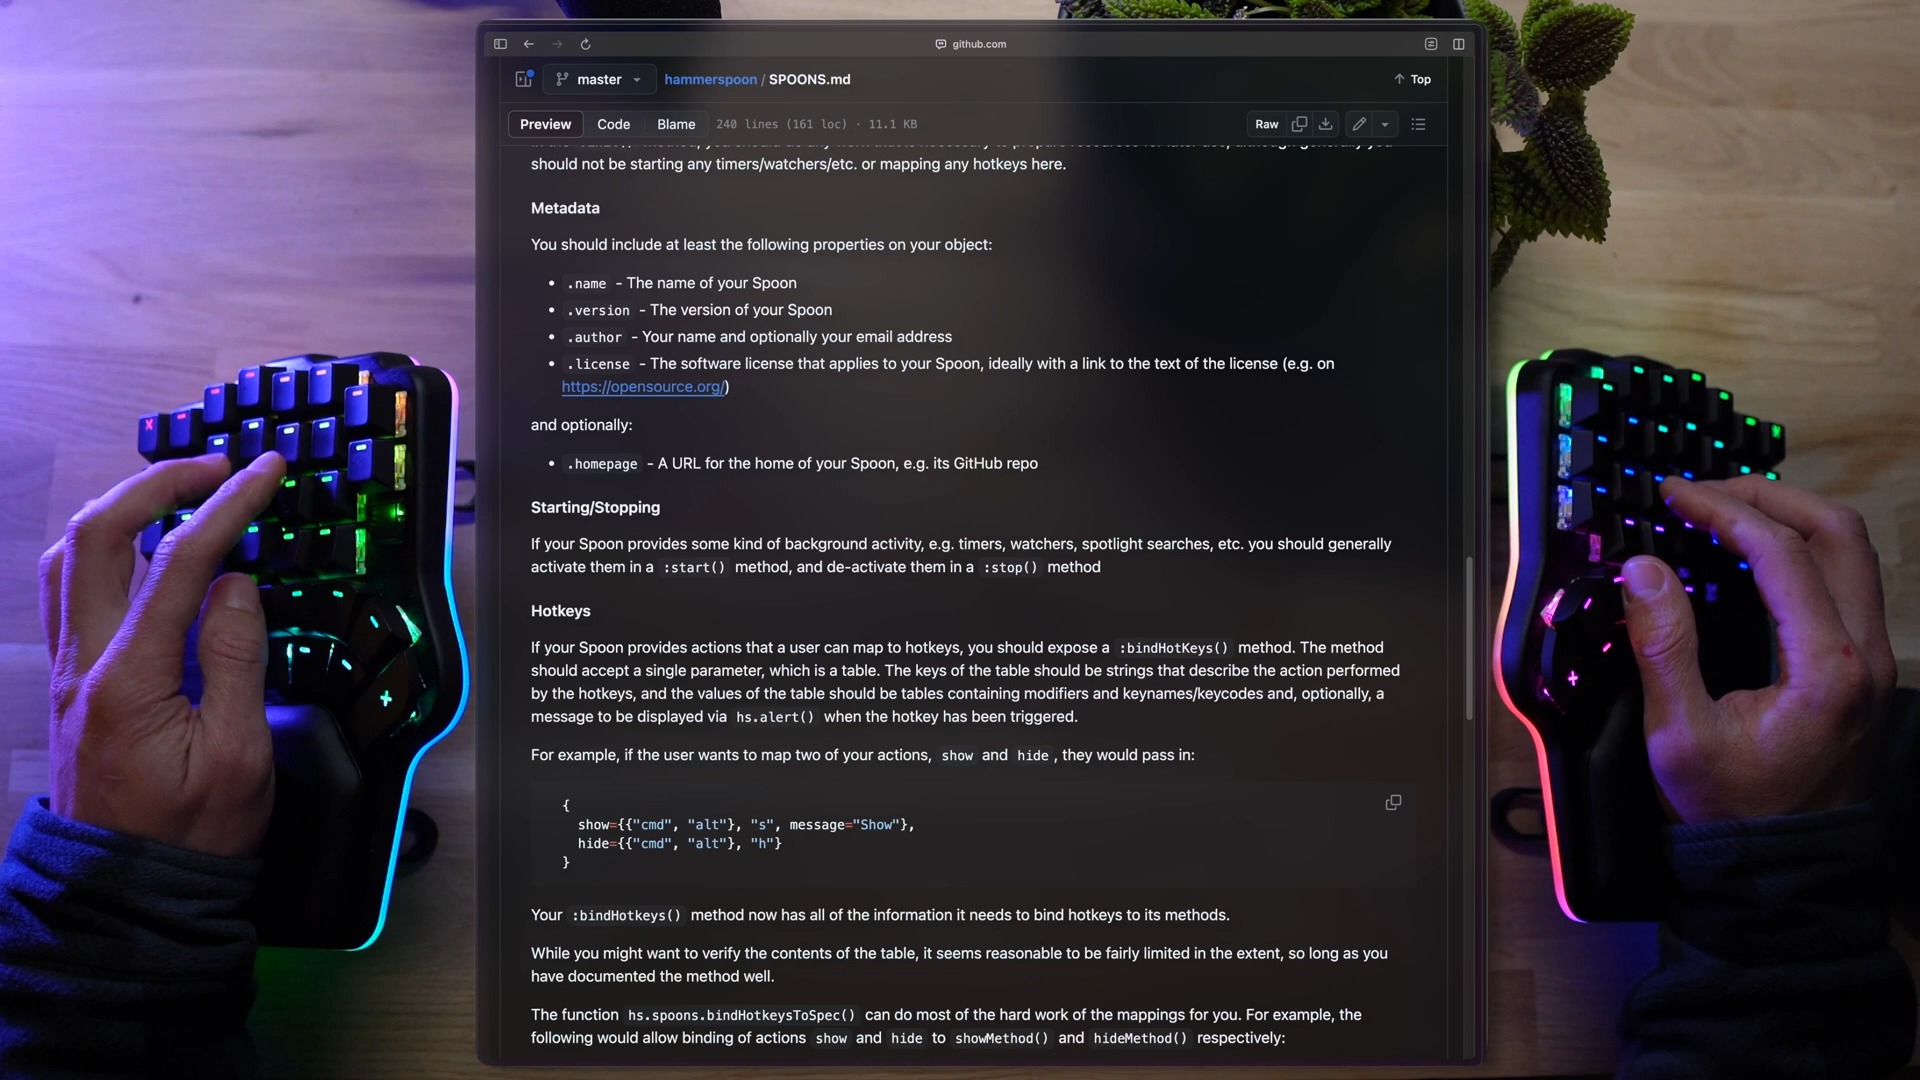 github.com
master
hammerspoon / SPOONS.md
Top
Preview
Code
Blame
240 lines (161 loc) · 11.1 KB
Raw
should not be starting any timers/watchers/etc. or mapping any hotkeys here.
Metadata
You should include at least the following properties on your object:
• .name - The name of your Spoon
• .version - The version of your Spoon
• .author - Your name and optionally your email address
• .license - The software license that applies to your Spoon, ideally with a link to the text of the license (e.g. on
https://opensource.org/)
and optionally:
• .homepage - A URL for the home of your Spoon, e.g. its GitHub repo
Starting/Stopping
If your Spoon provides some kind of background activity, e.g. timers, watchers, spotlight searches, etc. you should generally
activate them in a :start() method, and de-activate them in a :stop() method
Hotkeys
If your Spoon provides actions that a user can map to hotkeys, you should expose a :bindHotKeys() method. The method
should accept a single parameter, which is a table. The keys of the table should be strings that describe the action performed
by the hotkeys, and the values of the table should be tables containing modifiers and keynames/keycodes and, optionally, a
message to be displayed via hs.alert() when the hotkey has been triggered.
For example, if the user wants to map two of your actions, show and hide , they would pass in:
{
show={{"cmd", "alt"}, "s", message="Show"},
hide={{"cmd", "alt"}, "h"}
}
Your :bindHotkeys() method now has all of the information it needs to bind hotkeys to its methods.
While you might want to verify the contents of the table, it seems reasonable to be fairly limited in the extent, so long as you
have documented the method well.
The function hs.spoons.bindHotkeysToSpec() can do most of the hard work of the mappings for you. For example, the
following would allow binding of actions show and hide to showMethod() and hideMethod() respectively: